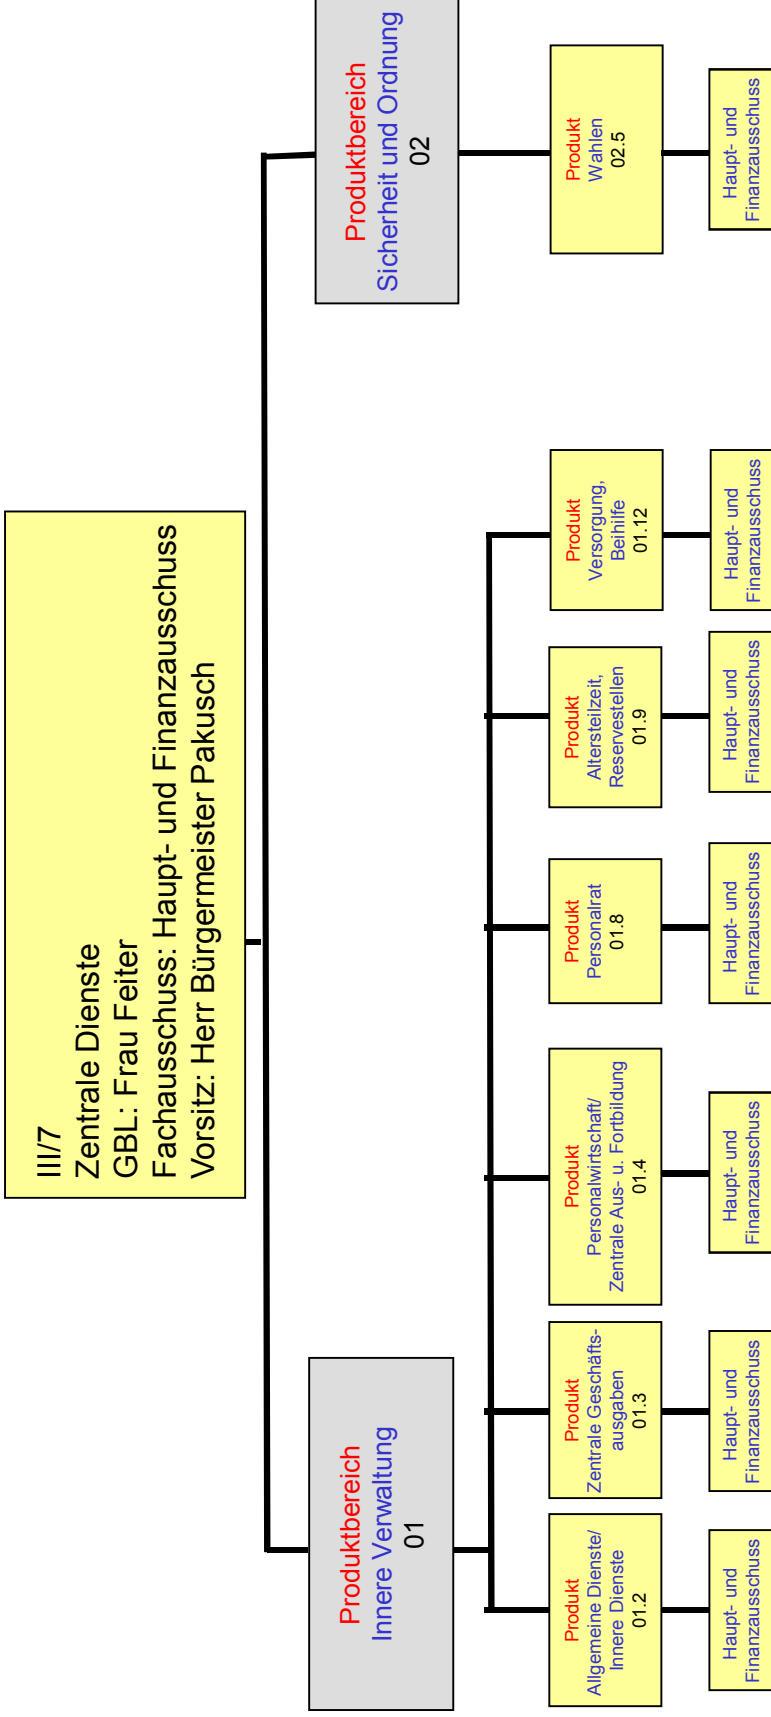 III/7
Zentrale Dienste
GBL: Frau Feiter
Fachausschuss: Haupt- und Finanzausschuss
Vorsitz: Herr Bürgermeister Pakusch
Produktbereich
Innere Verwaltung
01
Produktbereich
Sicherheit und Ordnung
02
Produkt
Allgemeine Dienste/
Innere Dienste
01.2
Produkt
Zentrale Geschäfts-
ausgaben
01.3
Produkt
Personalwirtschaft/
Zentrale Aus- u. Fortbildung
01.4
Produkt
Personalrat
01.8
Produkt
Altersteilzeit,
Reservestellen
01.9
Produkt
Versorgung,
Beihilfe
01.12
Produkt
Wahlen
02.5
Haupt- und
Finanzausschuss
Haupt- und
Finanzausschuss
Haupt- und
Finanzausschuss
Haupt- und
Finanzausschuss
Haupt- und
Finanzausschuss
Haupt- und
Finanzausschuss
Haupt- und
Finanzausschuss